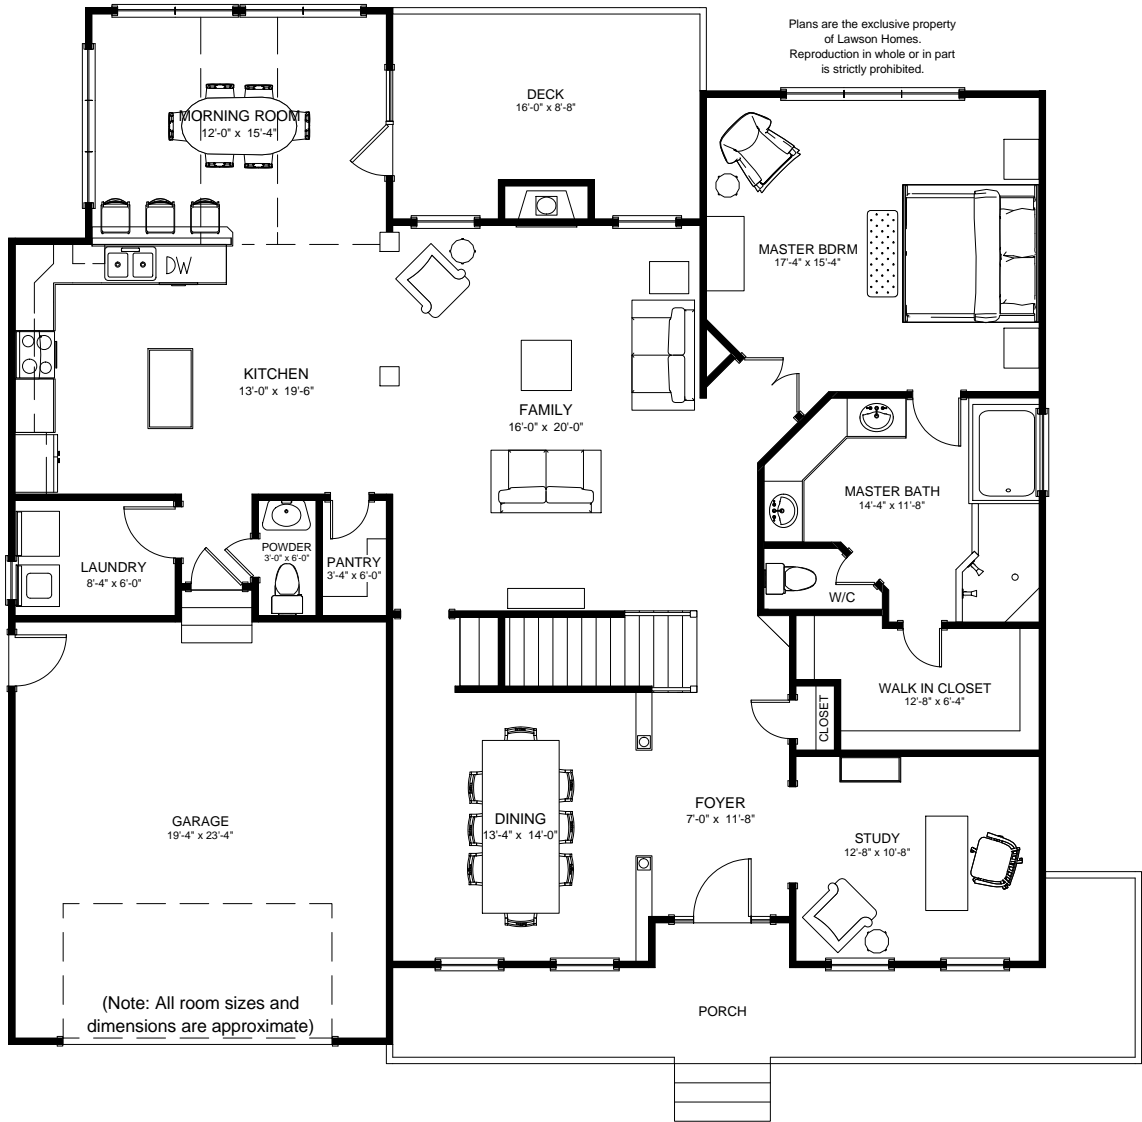 Plans are the exclusive property
of Lawson Homes.
Reproduction in whole or in part
is strictly prohibited.
DECK
16'-0" x 8'-8"
MORNING ROOM
12'-0" x 15'-4"
MASTER BDRM
17'-4" x 15'-4"
DW
KITCHEN
13'-0" x 19'-6"
FAMILY
16'-0" x 20'-0"
MASTER BATH
14'-4" x 11'-8"
POWDER
3'-0" x 6'-0"
PANTRY
3'-4" x 6'-0"
LAUNDRY
8'-4" x 6'-0"
W/C
WALK IN CLOSET
12'-8" x 6'-4"
CLOSET
FOYER
7'-0" x 11'-8"
GARAGE
19'-4" x 23'-4"
DINING
13'-4" x 14'-0"
STUDY
12'-8" x 10'-8"
(Note: All room sizes and
dimensions are approximate)
PORCH